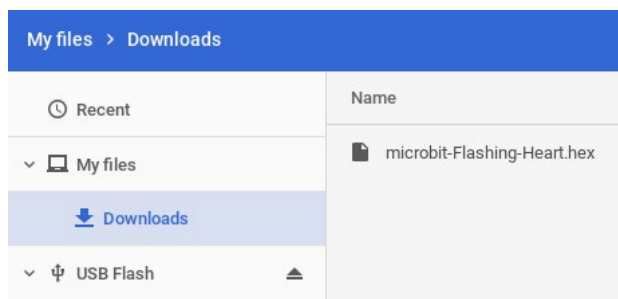 My files > Downloads
Recent
Name
My files
microbit-Flashing-Heart.hex
Downloads
USB Flash